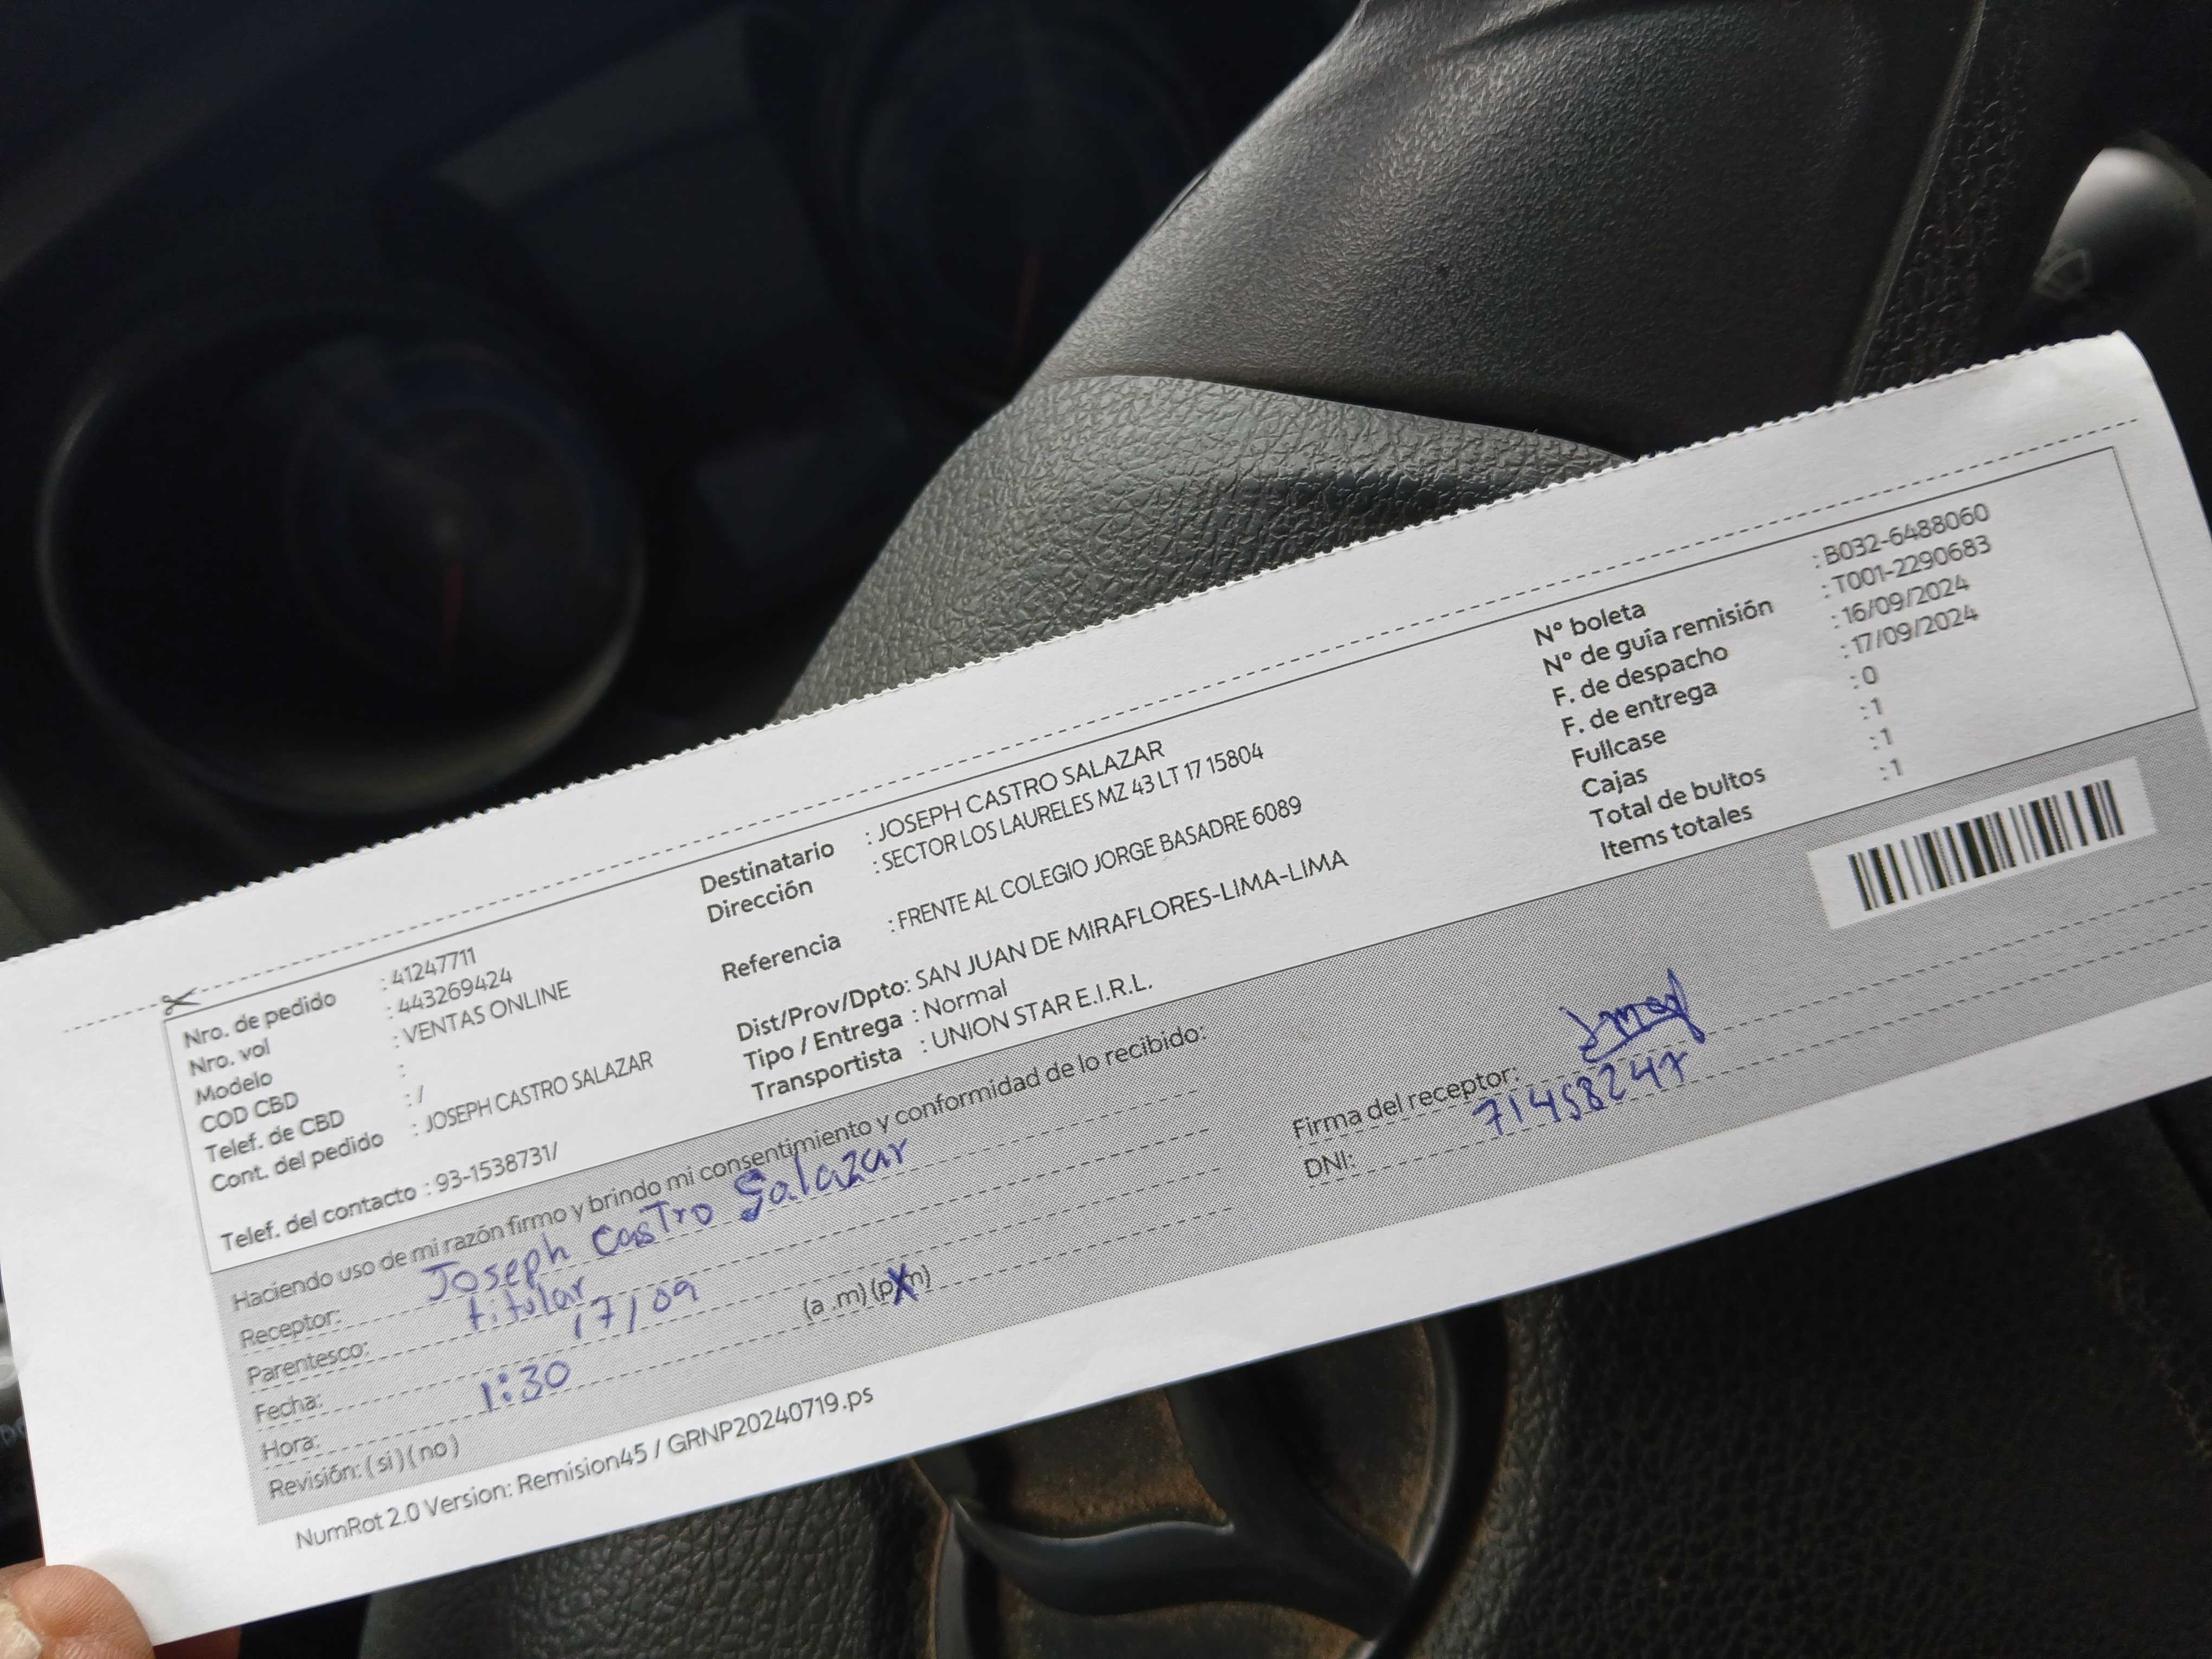 Nro. de pedido : 41247711
Nro. vol : 443269424
Modelo : VENTAS ONLINE
COD CBD :
Telef. de CBD : /
Cont. del pedido : JOSEPH CASTRO SALAZAR
Telef. del contacto : 93-1538731/
Destinatario : JOSEPH CASTRO SALAZAR
Dirección : SECTOR LOS LAURELES MZ 43 LT 17 15804
Referencia : FRENTE AL COLEGIO JORGE BASADRE 6089
Dist/Prov/Dpto: SAN JUAN DE MIRAFLORES-LIMA-LIMA
Tipo / Entrega : Normal
Transportista : UNION STAR E.I.R.L.
N° boleta : B032-6488060
N° de guía remisión : T001-2290683
F. de despacho : 16/09/2024
F. de entrega : 17/09/2024
Fullcase : 0
Cajas : 1
Total de bultos : 1
Items totales : 1
Haciendo uso de mi razón firmo y brindo mi consentimiento y conformidad de lo recibido:
Receptor: Joseph Castro Salazar
Parentesco: titular
Fecha: 17/09
Hora: 1:30 (a .m) (p.m)
Revisión: ( si ) ( no )
Firma del receptor:
DNI: 71458247
NumRot 2.0 Version: Remision45 / GRNP20240719.ps